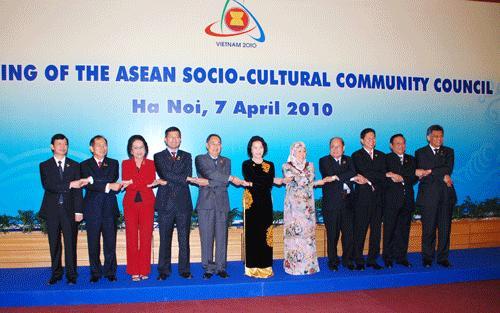 VIETNAM 2010
ING OF THE ASEAN SOCIO-CULTURAL COMMUNITY COUNCIL
Ha Noi, 7 April 2010